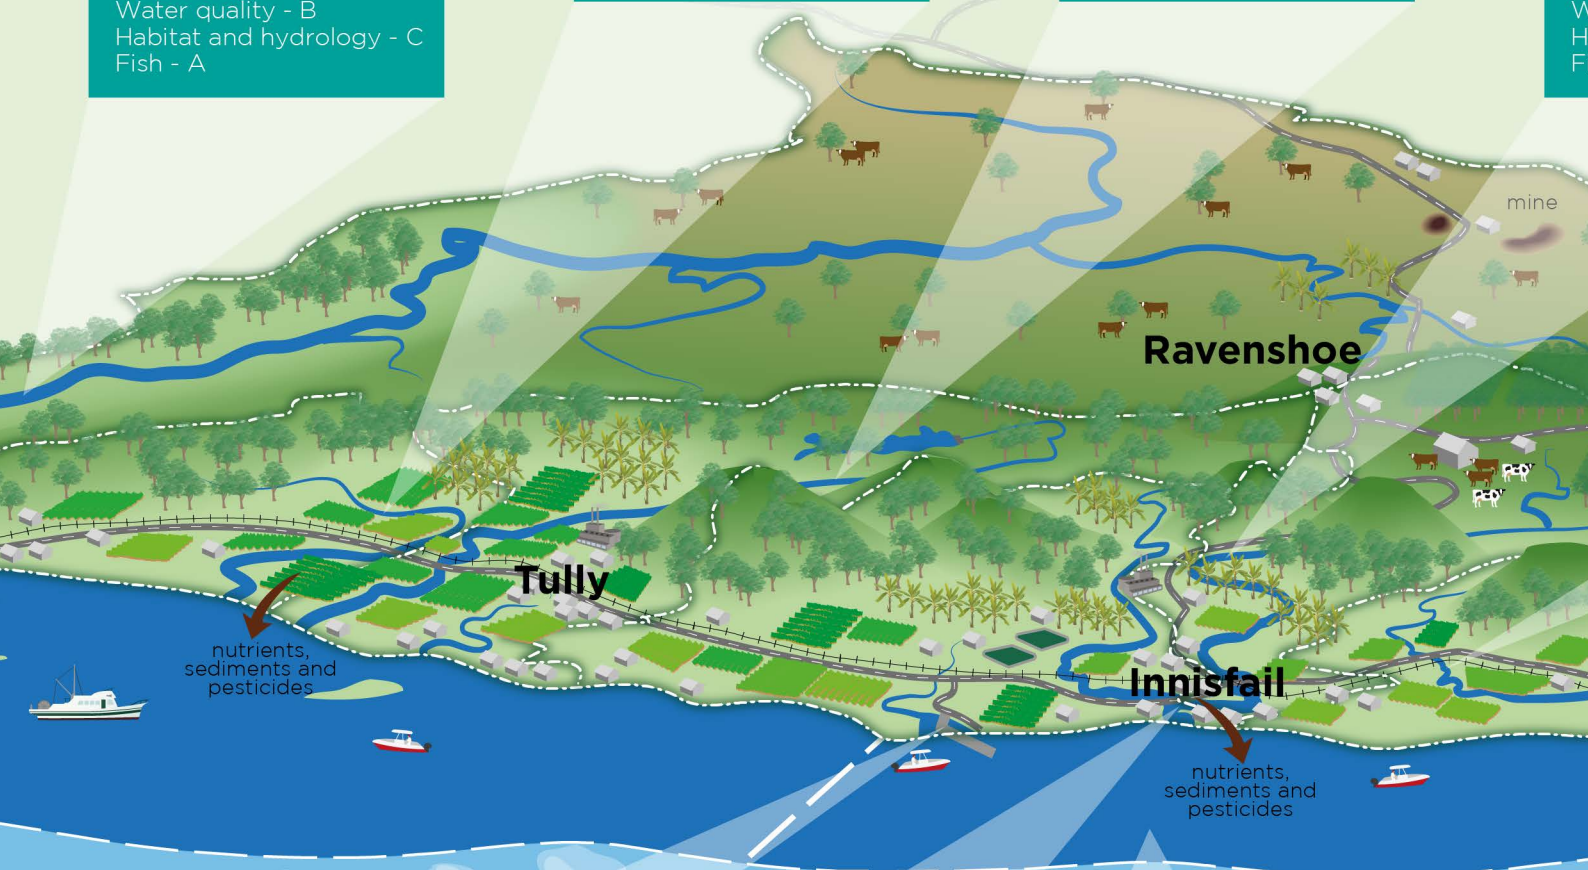 Water quality - B
Habitat and hydrology - C
Fish - A
W
H
F
mine
Ravenshoe
Tully
nutrients,
sediments and
pesticides
Innisfail
nutrients,
sediments and
pesticides